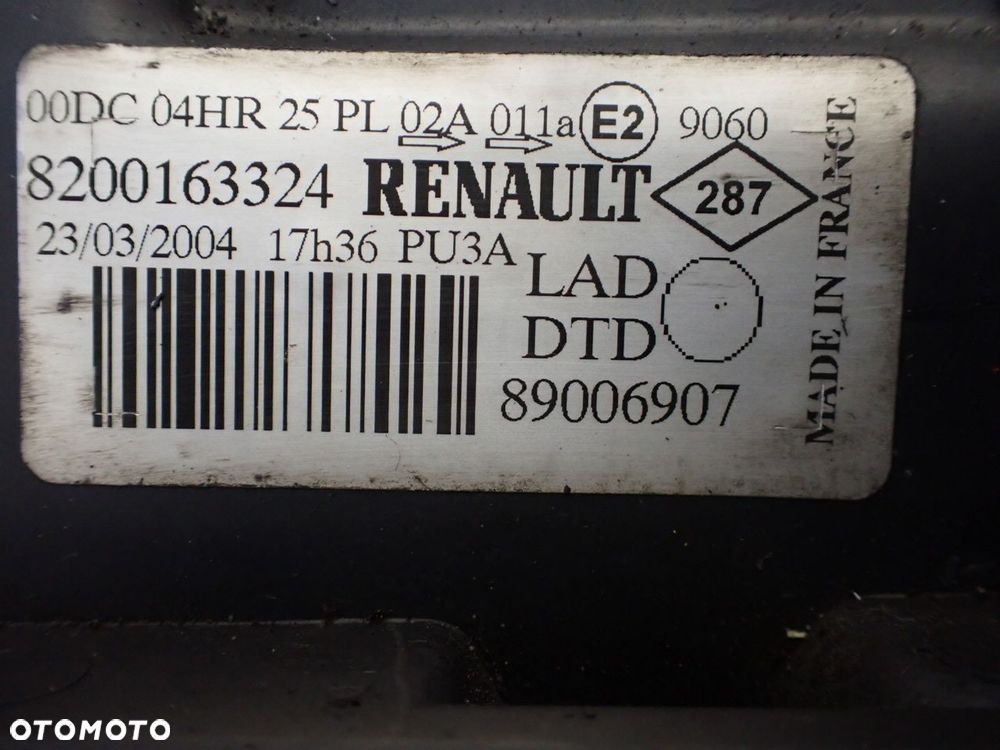 00DC 04HR 25 PL 02A 011a E2 9060
8200163324 RENAULT 287
23/03/2004 17h36 PU3A
LAD
DTD
89006907
MADE IN FRANCE
OTOMOTO